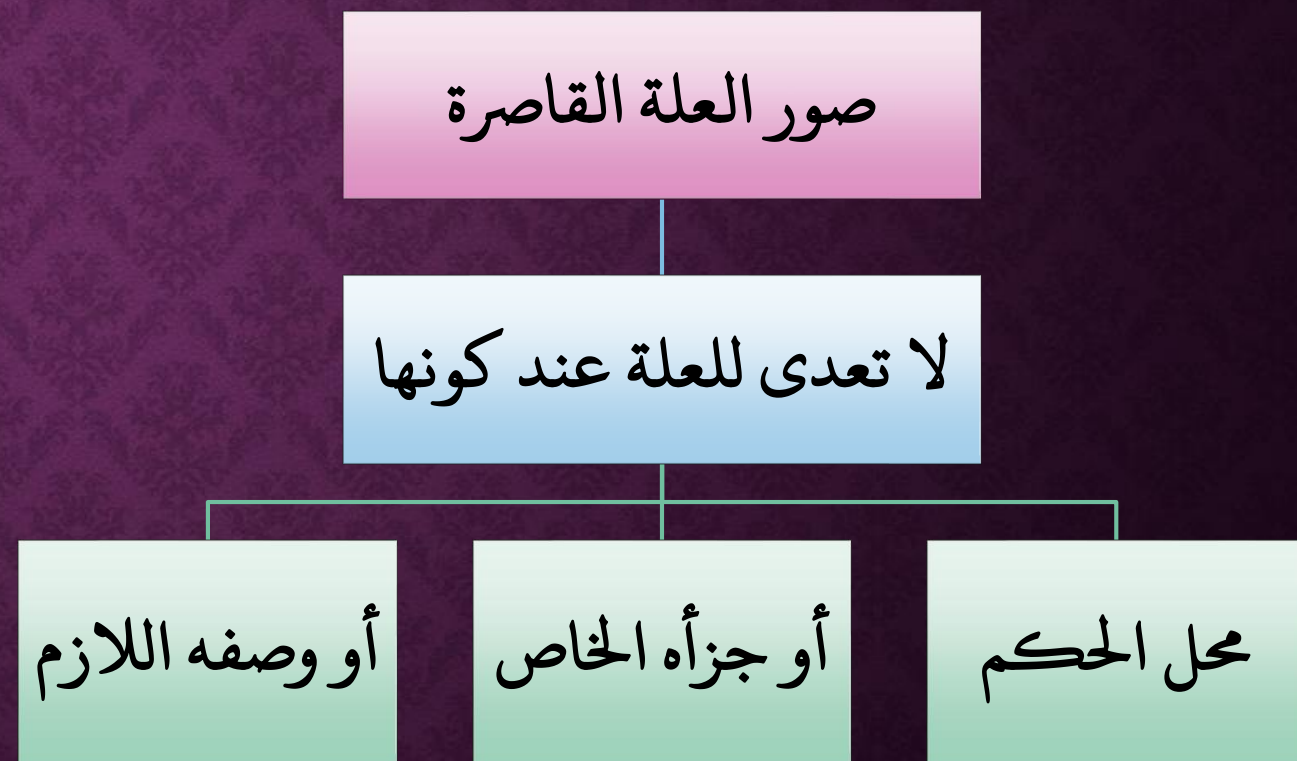 صور العلة القاصرة
لا تعدى للعلة عند كونها
محل الحكم
أو جزأه الخاص
أو وصفه اللازم